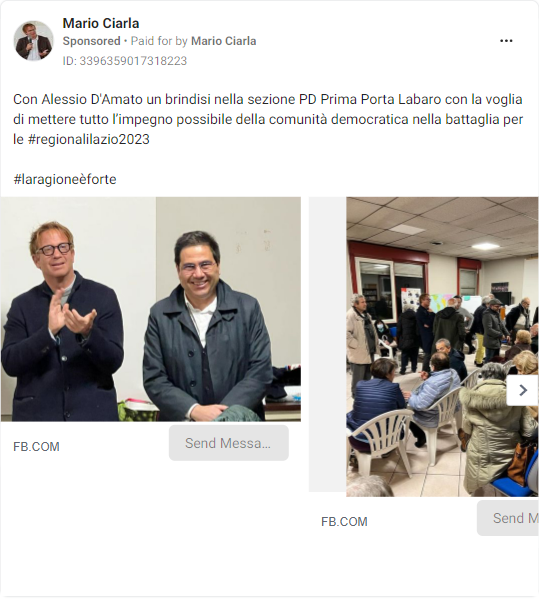 Mario Ciarla
Sponsored • Paid for by Mario Ciarla
ID: 3396359017318223
Con Alessio D'Amato un brindisi nella sezione PD Prima Porta Labaro con la voglia
di mettere tutto l’impegno possibile della comunità democratica nella battaglia per
le #regionalilazio2023
#laragioneèforte
FB.COM
Send Messa...
FB.COM
Send M